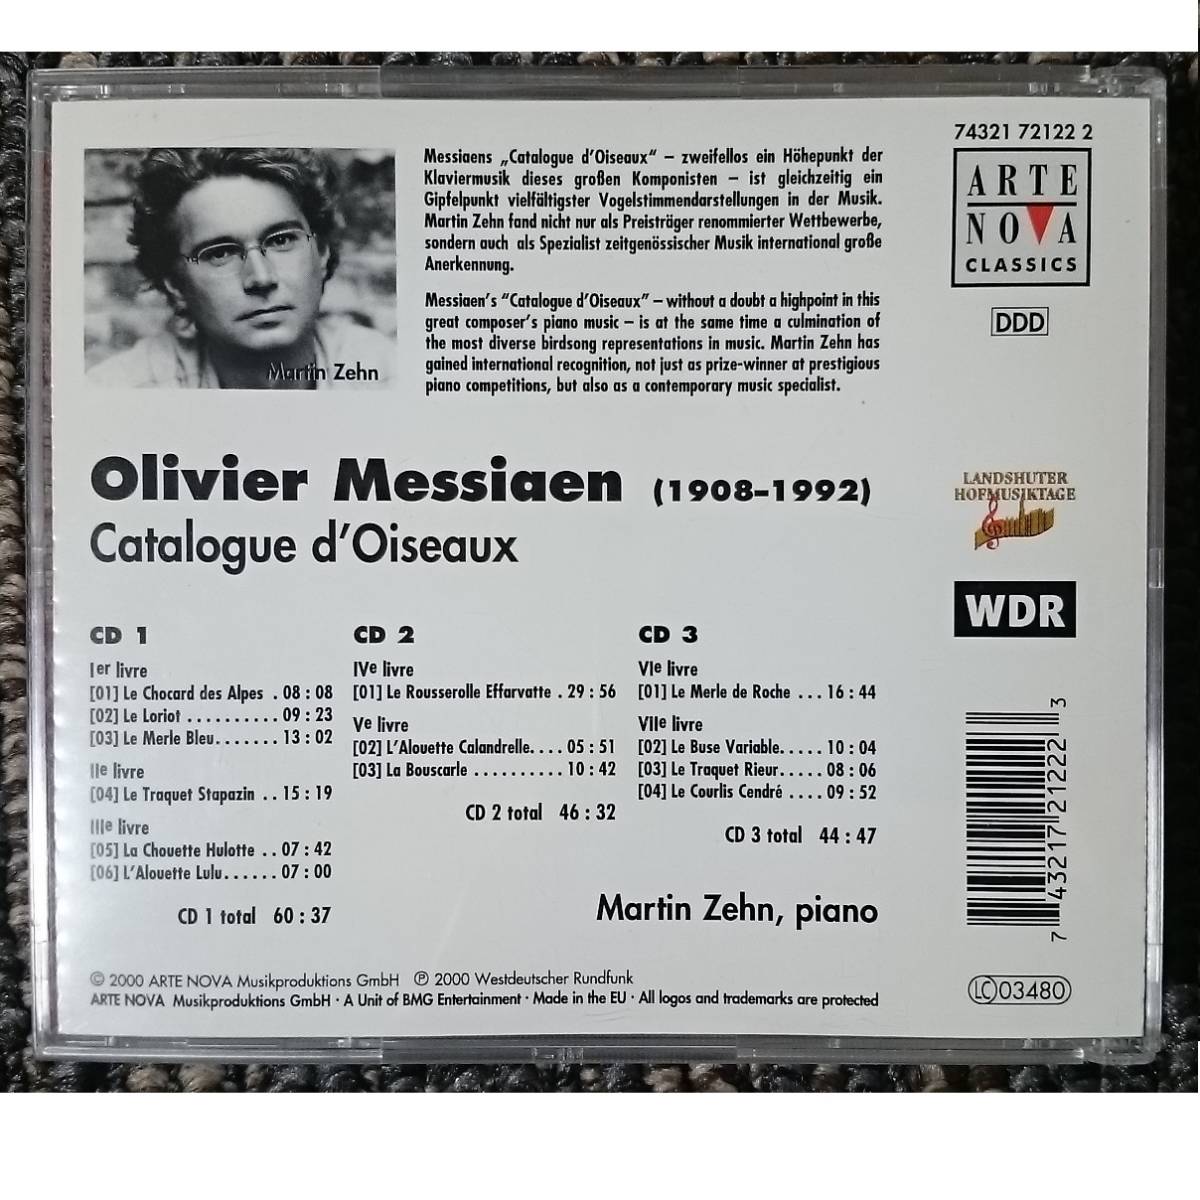 74321 72122 2
ARTE
NOVA
CLASSICS
DDD
Martin Zehn
Messiaens „Catalogue d'Oiseaux“ – zweifellos ein Höhepunkt der
Klaviermusik dieses großen Komponisten – ist gleichzeitig ein
Gipfelpunkt vielfältigster Vogelstimmendarstellungen in der Musik.
Martin Zehn fand nicht nur als Preisträger renommierter Wettbewerbe,
sondern auch als Spezialist zeitgenössischer Musik international große
Anerkennung.
Messiaen's “Catalogue d'Oiseaux” – without a doubt a highpoint in this
great composer's piano music – is at the same time a culmination of
the most diverse birdsong representations in music. Martin Zehn has
gained international recognition, not just as prize-winner at prestigious
piano competitions, but also as a contemporary music specialist.
Olivier Messiaen (1908–1992)
Catalogue d'Oiseaux
LANDSHUTER
HOFMUSIKTAGE
WDR
CD 1
Ier livre
[01] Le Chocard des Alpes . 08 : 08
[02] Le Loriot .......... 09 : 23
[03] Le Merle Bleu....... 13 : 02
IIe livre
[04] Le Traquet Stapazin .. 15 : 19
IIIe livre
[05] La Chouette Hulotte .. 07 : 42
[06] L'Alouette Lulu...... 07 : 00
CD 1 total 60 : 37
CD 2
IVe livre
[01] Le Rousserolle Effarvatte . 29 : 56
Ve livre
[02] L'Alouette Calandrelle.... 05 : 51
[03] La Bouscarle .......... 10 : 42
CD 2 total 46 : 32
CD 3
VIe livre
[01] Le Merle de Roche ... 16 : 44
VIIe livre
[02] Le Buse Variable..... 10 : 04
[03] Le Traquet Rieur..... 08 : 06
[04] Le Courlis Cendré .... 09 : 52
CD 3 total 44 : 47
Martin Zehn, piano
7 43217 21222 3
© 2000 ARTE NOVA Musikproduktions GmbH ℗ 2000 Westdeutscher Rundfunk
ARTE NOVA Musikproduktions GmbH · A Unit of BMG Entertainment · Made in the EU · All logos and trademarks are protected
LC 03480